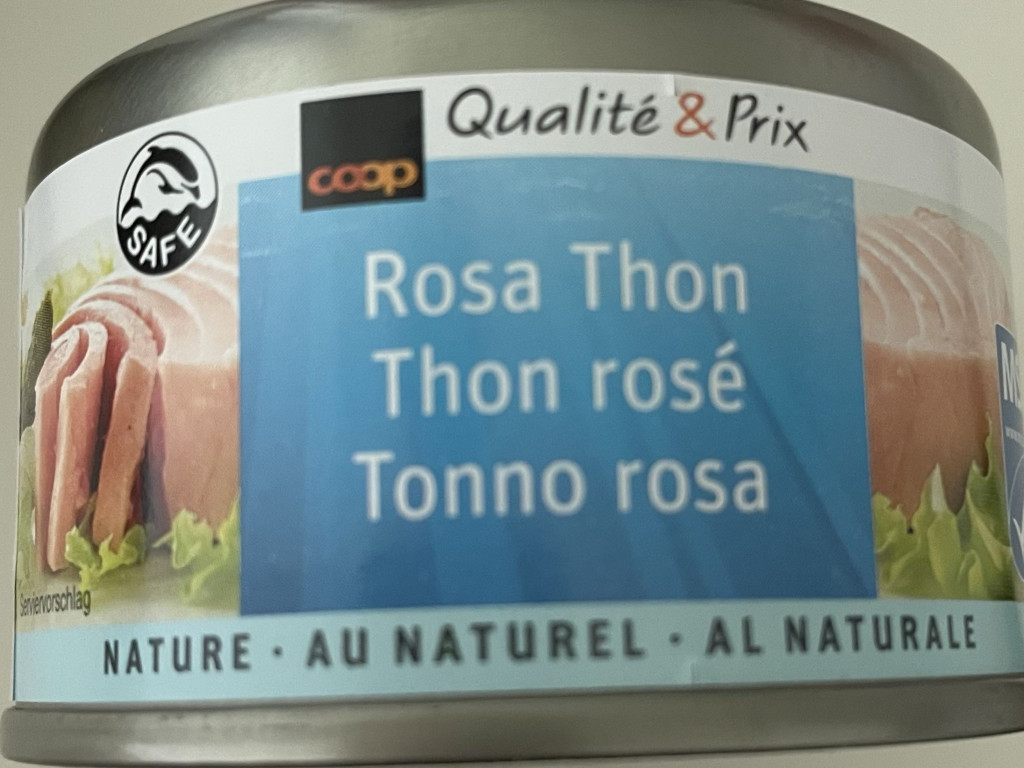 Qualité & Prix
coop
SAFE
Rosa Thon
Thon rosé
Tonno rosa
Serviervorschlag
NATURE · AU NATUREL · AL NATURALE